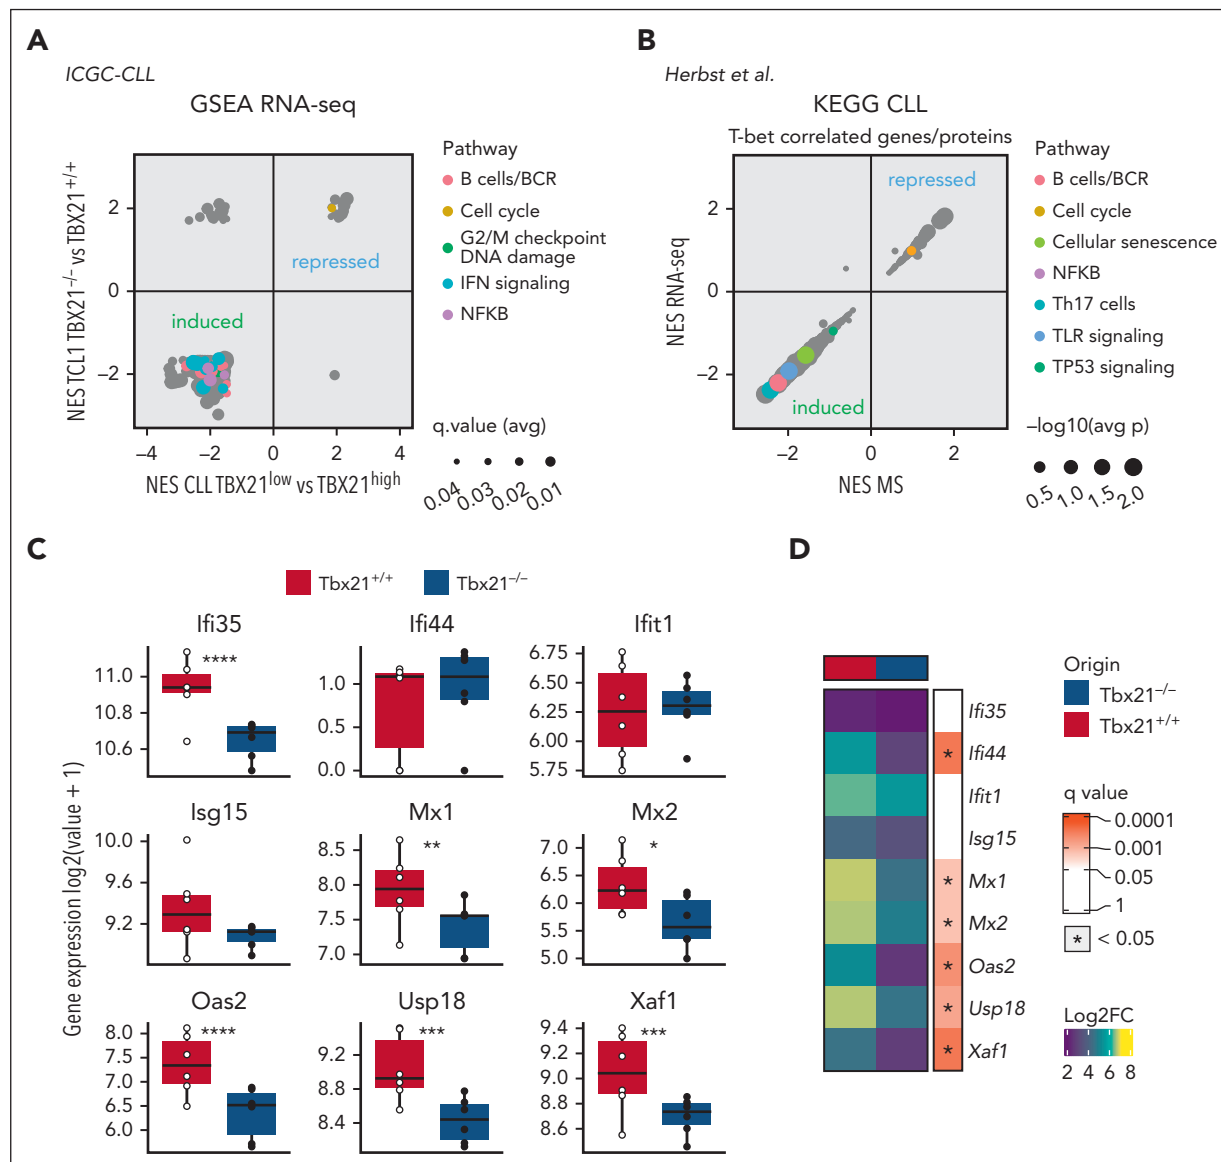 A
ICGC-CLL
GSEA RNA-seq
NES TCL1 TBX21−/− vs TBX21+/+
2
0
−2
repressed
induced
−4
−2
0
2
4
NES CLL TBX21low vs TBX21high
Pathway
B cells/BCR
Cell cycle
G2/M checkpoint
DNA damage
IFN signaling
NFKB
q.value (avg)
0.04
0.03
0.02
0.01
B
Herbst et al.
KEGG CLL
T-bet correlated genes/proteins
NES RNA-seq
2
0
−2
repressed
induced
−2
0
2
NES MS
Pathway
B cells/BCR
Cell cycle
Cellular senescence
NFKB
Th17 cells
TLR signaling
TP53 signaling
−log10(avg p)
0.5
1.0
1.5
2.0
C
Tbx21+/+
Tbx21−/−
Gene expression log2(value + 1)
Ifi35
11.0
10.8
10.6
****
Ifi44
1.0
0.5
0.0
Ifit1
6.75
6.50
6.25
6.00
5.75
Isg15
10.0
9.6
9.2
Mx1
8.5
8.0
7.5
7.0
**
Mx2
7.0
6.5
6.0
5.5
5.0
*
Oas2
8.0
7.5
7.0
6.5
6.0
****
Usp18
9.2
8.8
8.4
***
Xaf1
9.4
9.2
9.0
8.8
8.6
***
D
Ifi35
* Ifi44
Ifit1
Isg15
* Mx1
* Mx2
* Oas2
* Usp18
* Xaf1
Origin
Tbx21−/−
Tbx21+/+
q value
0.0001
0.001
0.05
1
* < 0.05
Log2FC
2 4 6 8